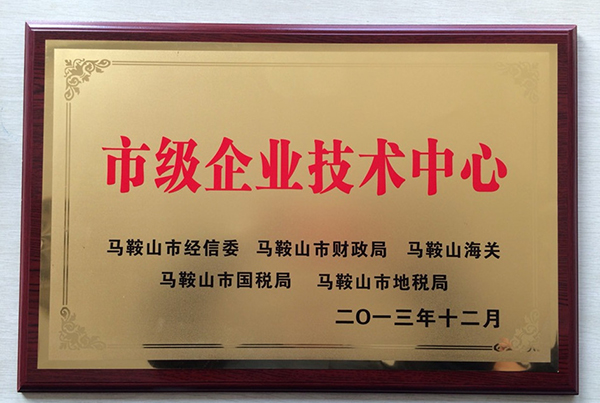 市级企业技术中心
马鞍山市经信委 马鞍山市财政局 马鞍山海关
马鞍山市国税局 马鞍山市地税局
二〇一三年十二月